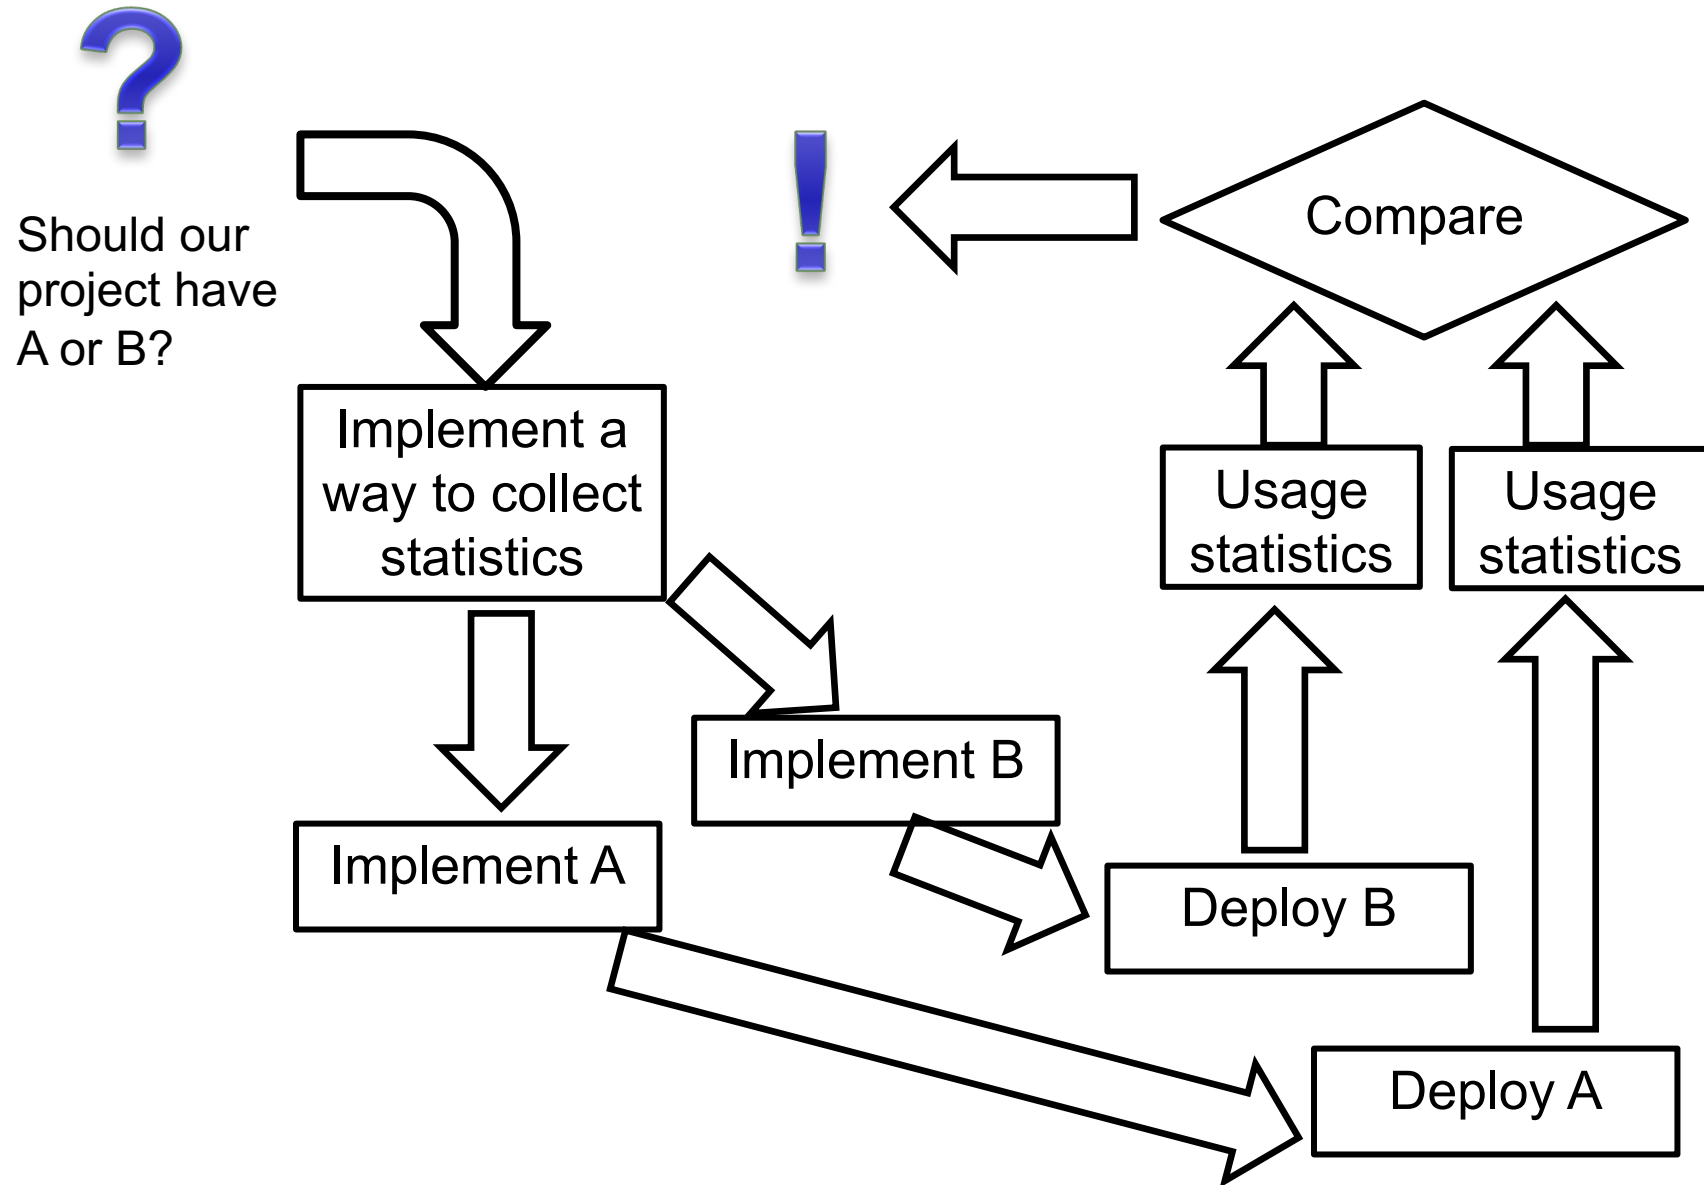 ?
Should our
project have
A or B?
Implement a
way to collect
statistics
Implement A
Implement B
Deploy B
Deploy A
Usage
statistics
Usage
statistics
Compare
!